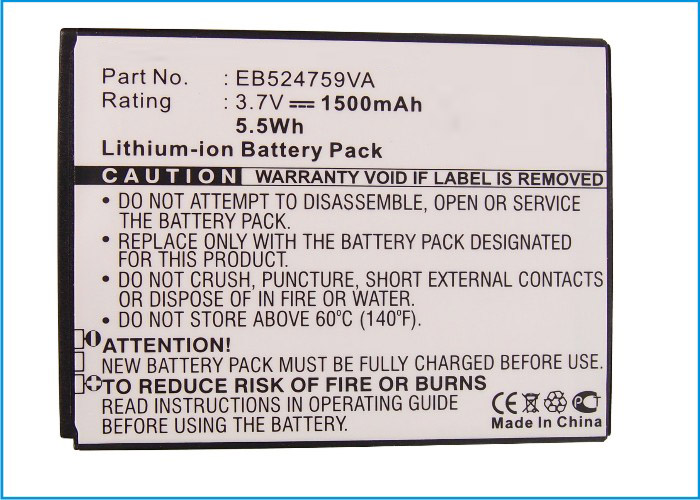 Part No. : EB524759VA
Rating : 3.7V 1500mAh
5.5Wh
Lithium-ion Battery Pack
CAUTION WARRANTY VOID IF LABEL IS REMOVED
• DO NOT ATTEMPT TO DISASSEMBLE, OPEN OR SERVICE
THE BATTERY PACK.
• REPLACE ONLY WITH THE BATTERY PACK DESIGNATED
FOR THIS PRODUCT.
• DO NOT CRUSH, PUNCTURE, SHORT EXTERNAL CONTACTS
OR DISPOSE OF IN FIRE OR WATER.
• DO NOT STORE ABOVE 60°C (140°F).
ATTENTION!
NEW BATTERY PACK MUST BE FULLY CHARGED BEFORE USE.
TO REDUCE RISK OF FIRE OR BURNS
READ INSTRUCTIONS IN OPERATING GUIDE
BEFORE BATTERY PACK IS USED.
CE
Made In China